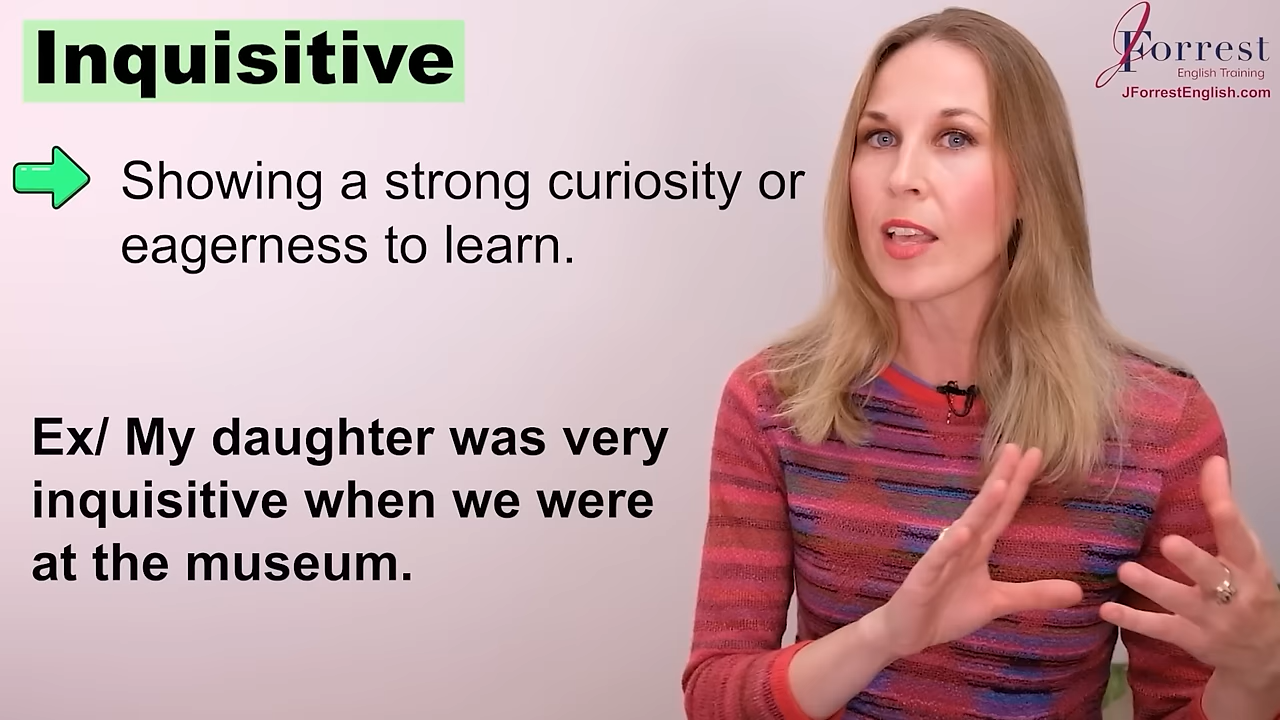 Inquisitive
JForrest
English Training
JForrestEnglish.com
Showing a strong curiosity or
eagerness to learn.
Ex/ My daughter was very
inquisitive when we were
at the museum.